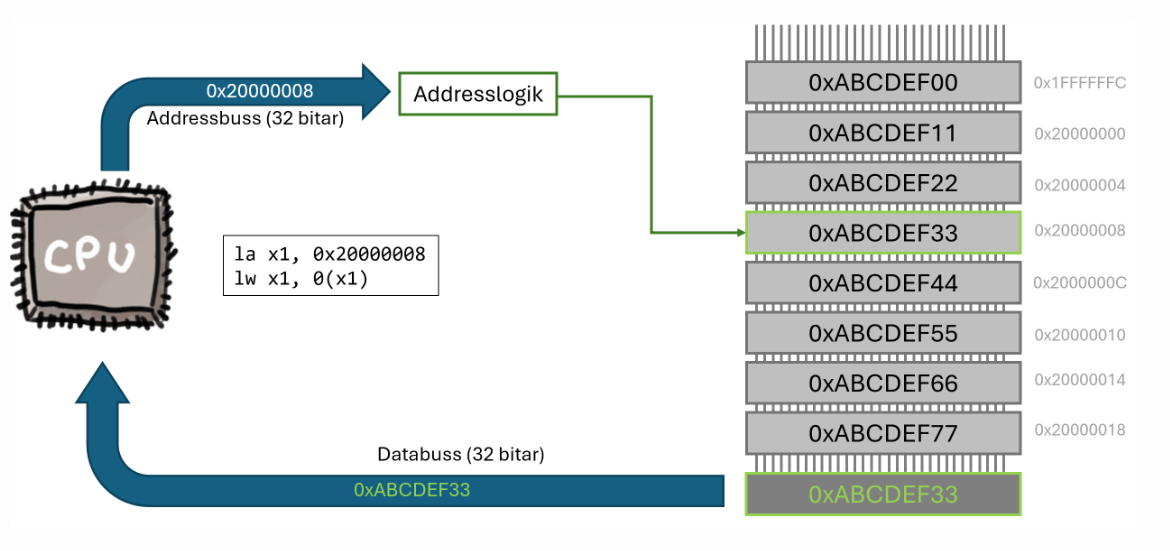 0x20000008
Addressbuss (32 bitar)
Addresslogik
CPU
la x1, 0x20000008
lw x1, 0(x1)
0xABCDEF00 0x1FFFFFFC
0xABCDEF11 0x20000000
0xABCDEF22 0x20000004
0xABCDEF33 0x20000008
0xABCDEF44 0x2000000C
0xABCDEF55 0x20000010
0xABCDEF66 0x20000014
0xABCDEF77 0x20000018
Databuss (32 bitar)
0xABCDEF33
0xABCDEF33